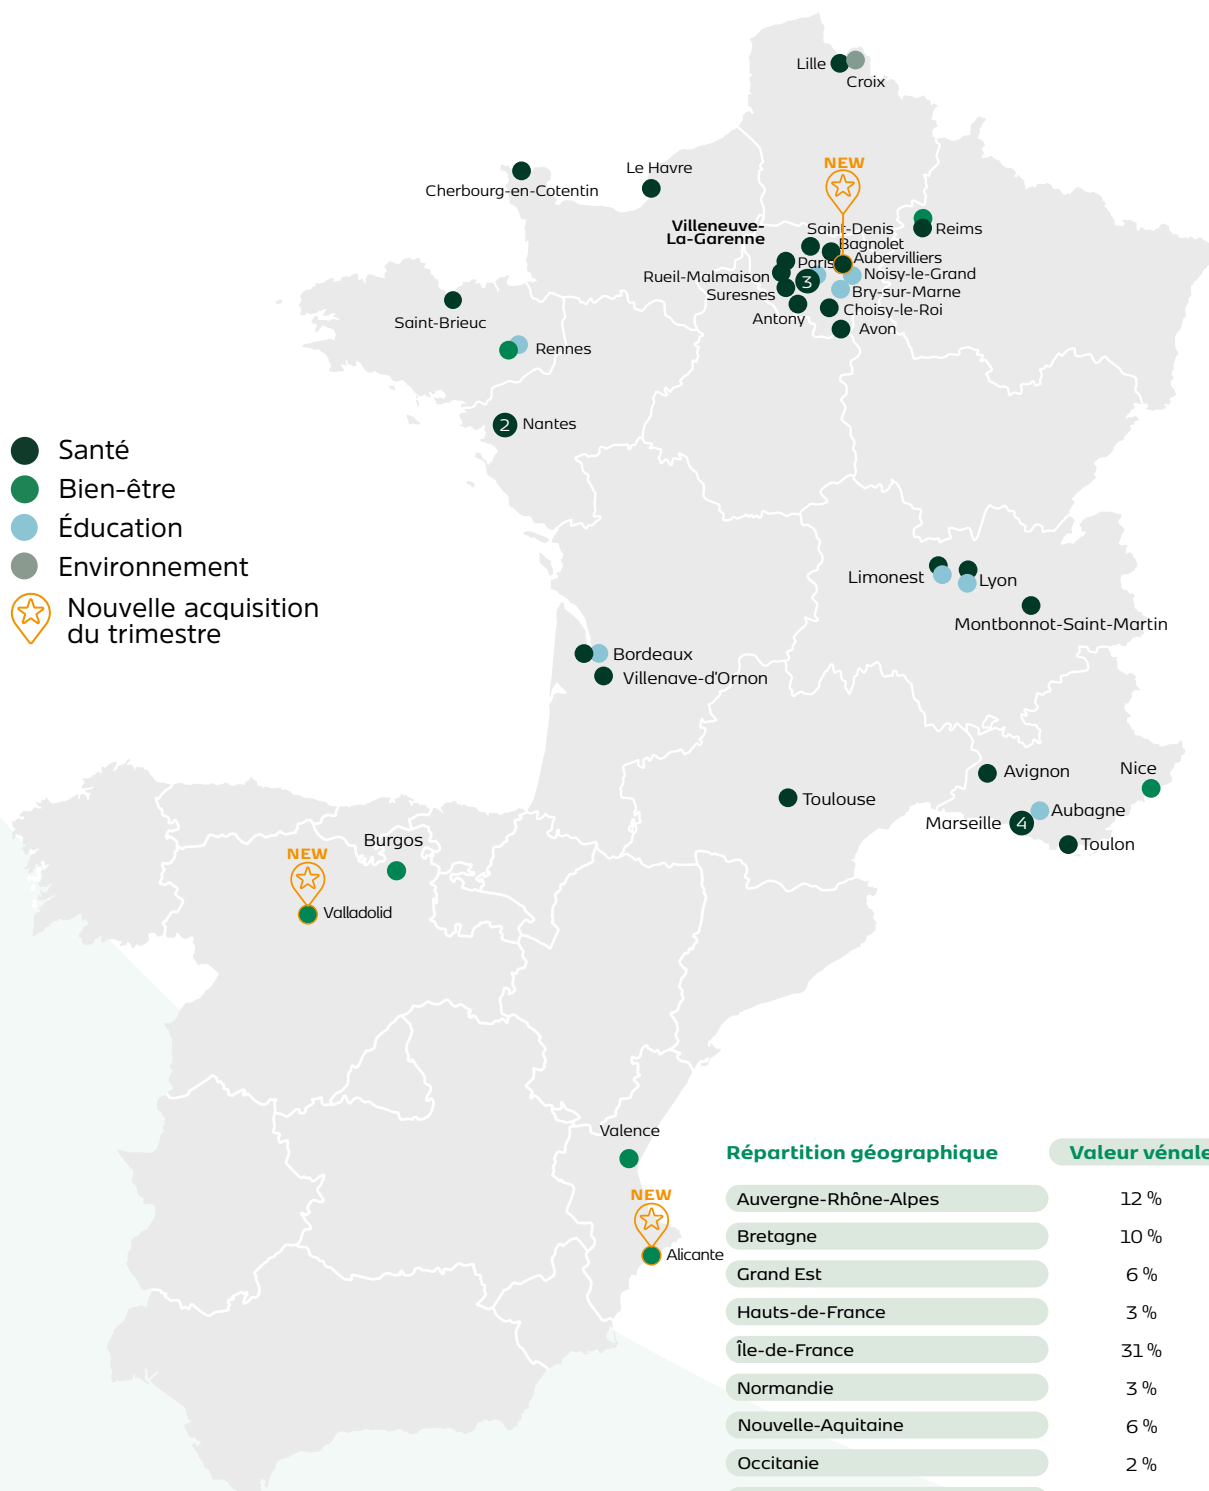 Lille
Croix
NEW
Le Havre
Cherbourg-en-Cotentin
Villeneuve-
La-Garenne
Saint-Denis
Reims
Bagnolet
Aubervilliers
Paris
Rueil-Malmaison
3
Noisy-le-Grand
Suresnes
Bry-sur-Marne
Choisy-le-Roi
Antony
Avon
Saint-Brieuc
Rennes
2
Nantes
Santé
Bien-être
Éducation
Environnement
Nouvelle acquisition
du trimestre
Limonest
Lyon
Montbonnot-Saint-Martin
Bordeaux
Villenave-d'Ornon
Avignon
Nice
Toulouse
Aubagne
Marseille
4
Toulon
Burgos
NEW
Valladolid
Valence
NEW
Alicante
Répartition géographique Valeur vénale
Auvergne-Rhône-Alpes 12 %
Bretagne 10 %
Grand Est 6 %
Hauts-de-France 3 %
Île-de-France 31 %
Normandie 3 %
Nouvelle-Aquitaine 6 %
Occitanie 2 %